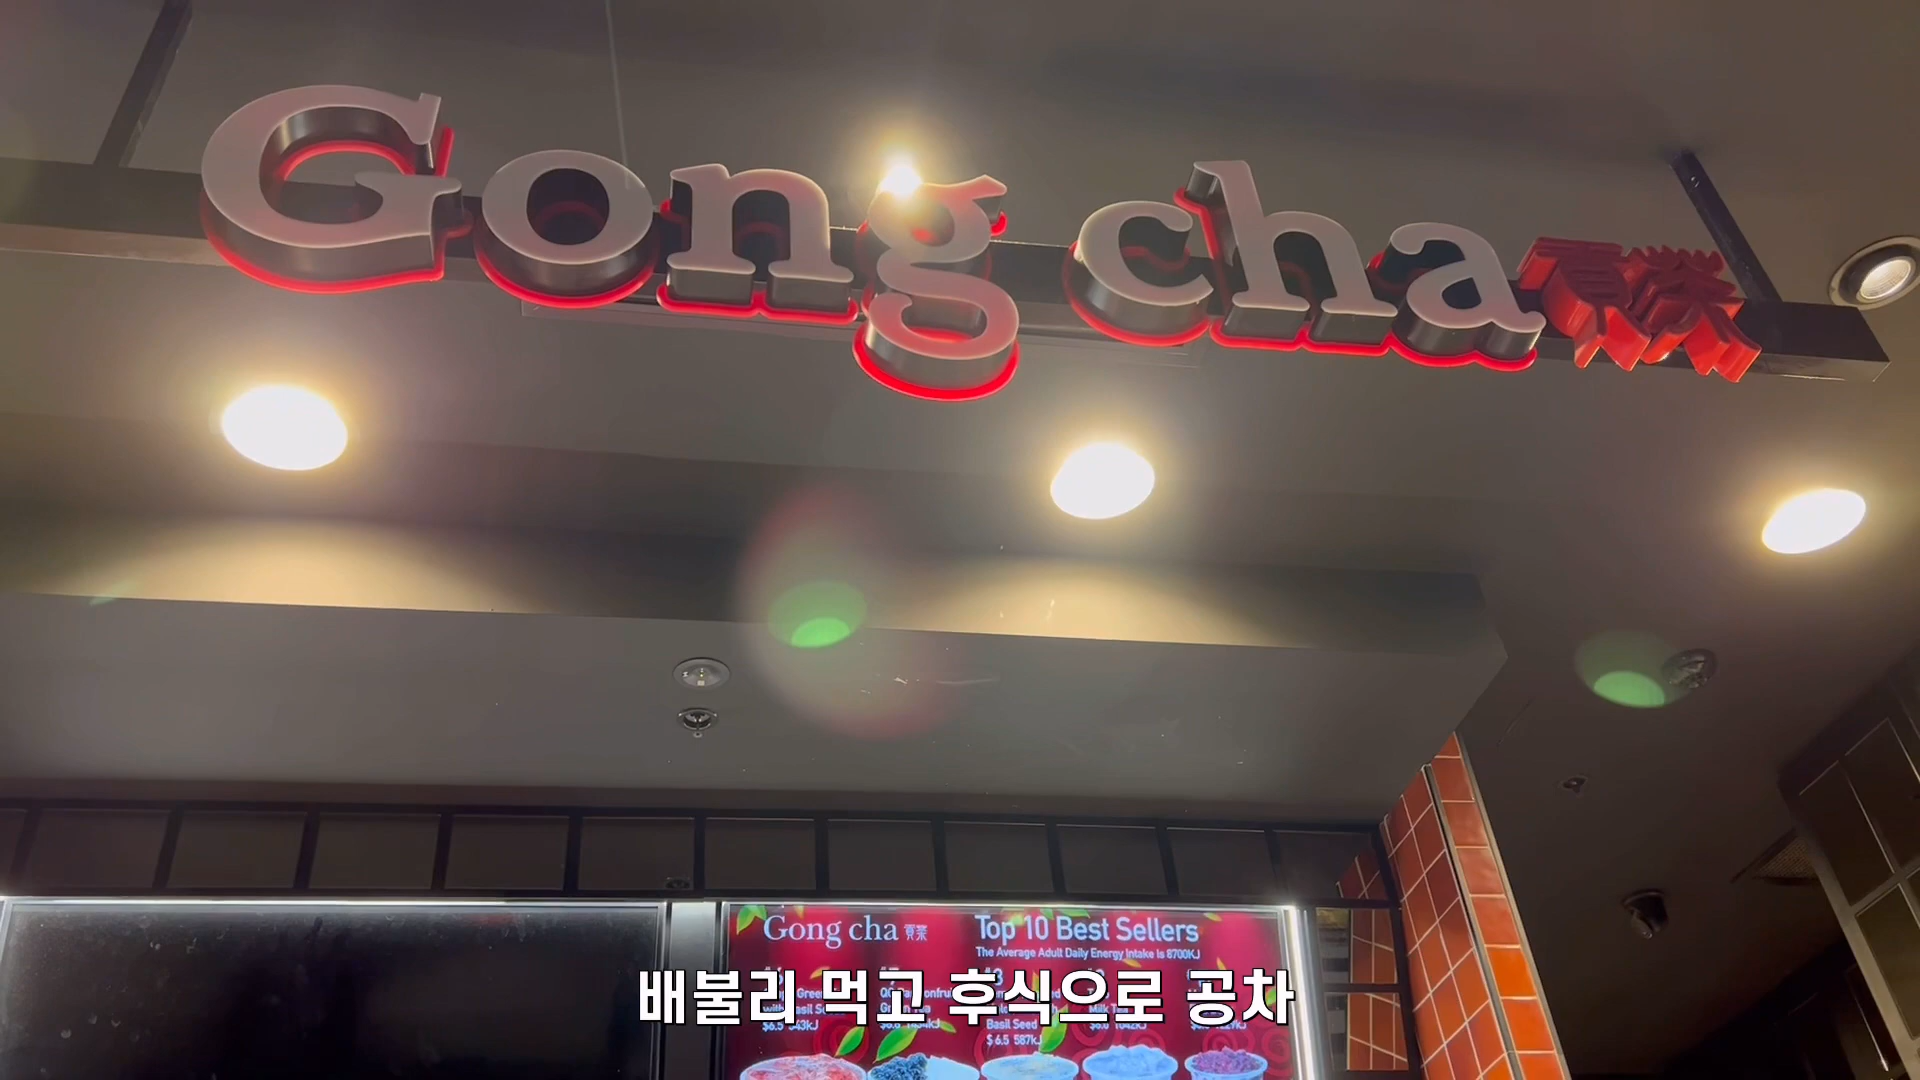 Gong cha 貢茶
Gong cha 貢茶
Top 10 Best Sellers
The Average Adult Daily Energy Intake Is 8700KJ
배불리 먹고 후식으로 공차
Basil Seed
$ 6.5 587kJ